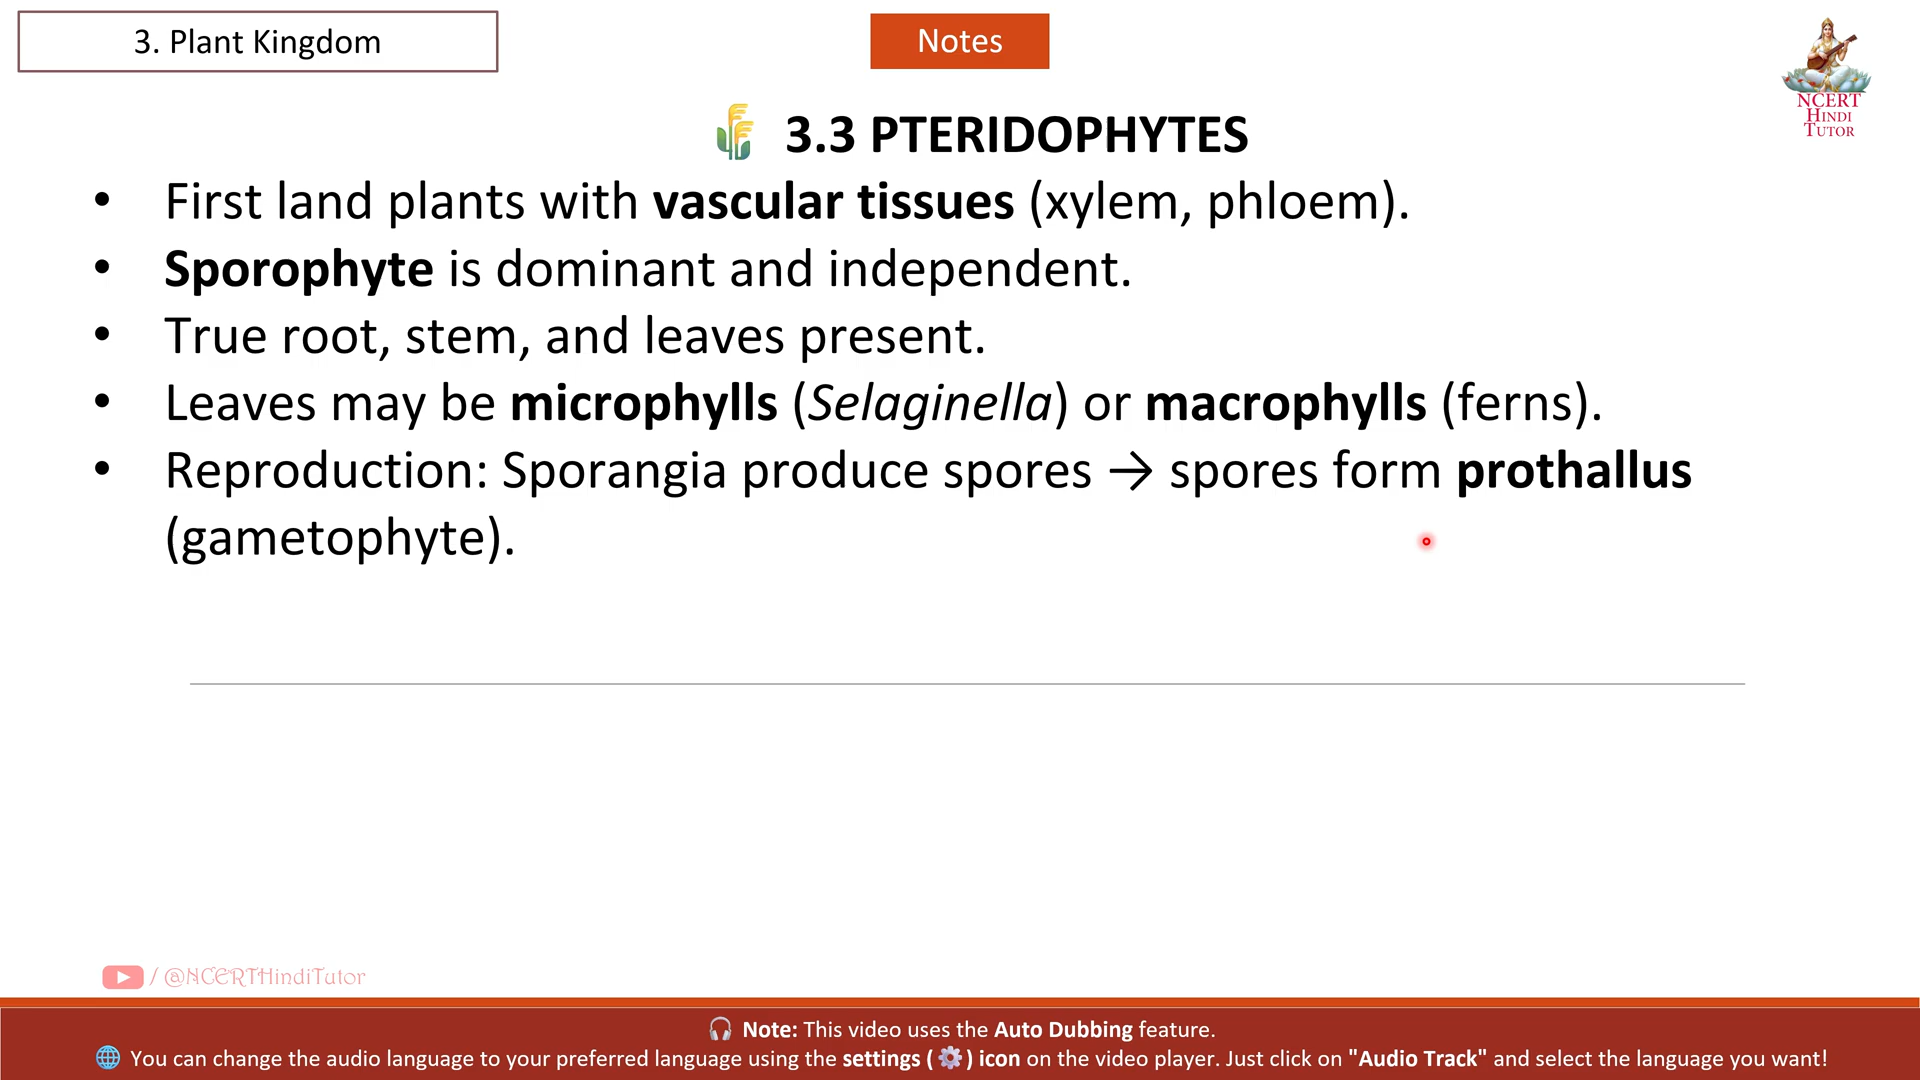 3. Plant Kingdom
Notes
NCERT
HINDI
TUTOR
3.3 PTERIDOPHYTES
• First land plants with vascular tissues (xylem, phloem).
• Sporophyte is dominant and independent.
• True root, stem, and leaves present.
• Leaves may be microphylls (Selaginella) or macrophylls (ferns).
• Reproduction: Sporangia produce spores → spores form prothallus
(gametophyte).
/ @NCERTHindiTutor
Note: This video uses the Auto Dubbing feature.
You can change the audio language to your preferred language using the settings ( ⚙ ) icon on the video player. Just click on "Audio Track" and select the language you want!